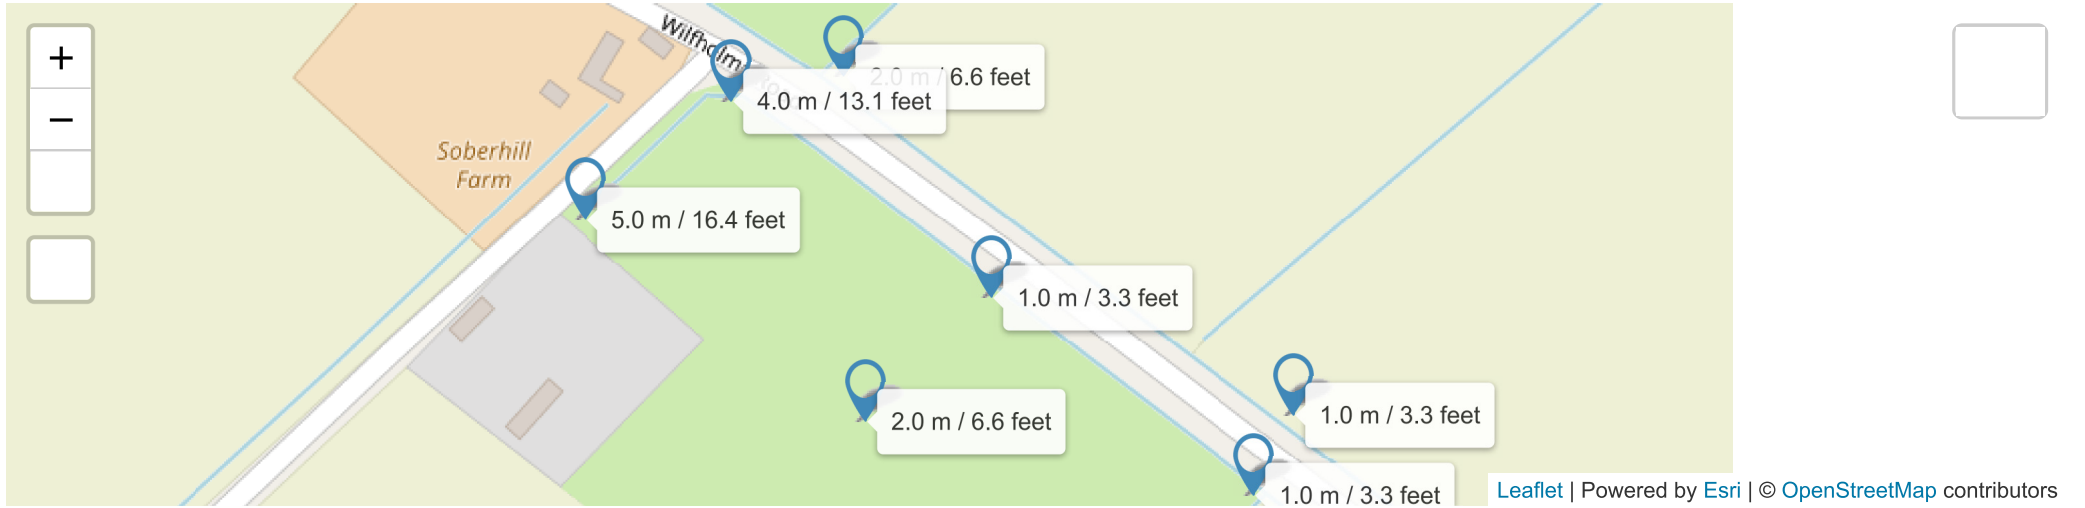 +
−
Wilfholm
2.0 m / 6.6 feet
4.0 m / 13.1 feet
Soberhill
Farm
5.0 m / 16.4 feet
1.0 m / 3.3 feet
2.0 m / 6.6 feet
1.0 m / 3.3 feet
1.0 m / 3.3 feet
Leaflet | Powered by Esri | © OpenStreetMap contributors